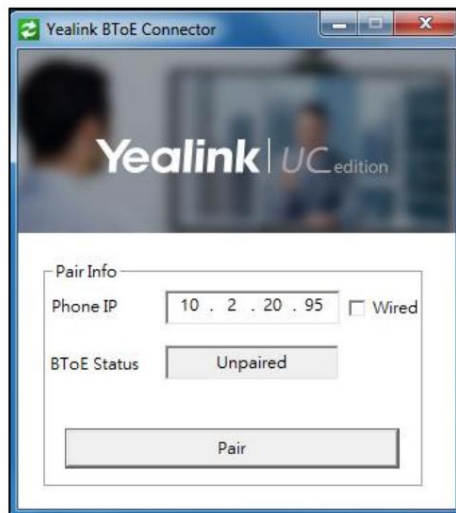 Yealink BToE Connector
Yealink | UC edition
Pair Info
Phone IP 10 . 2 . 20 . 95 Wired
BToE Status Unpaired
Pair